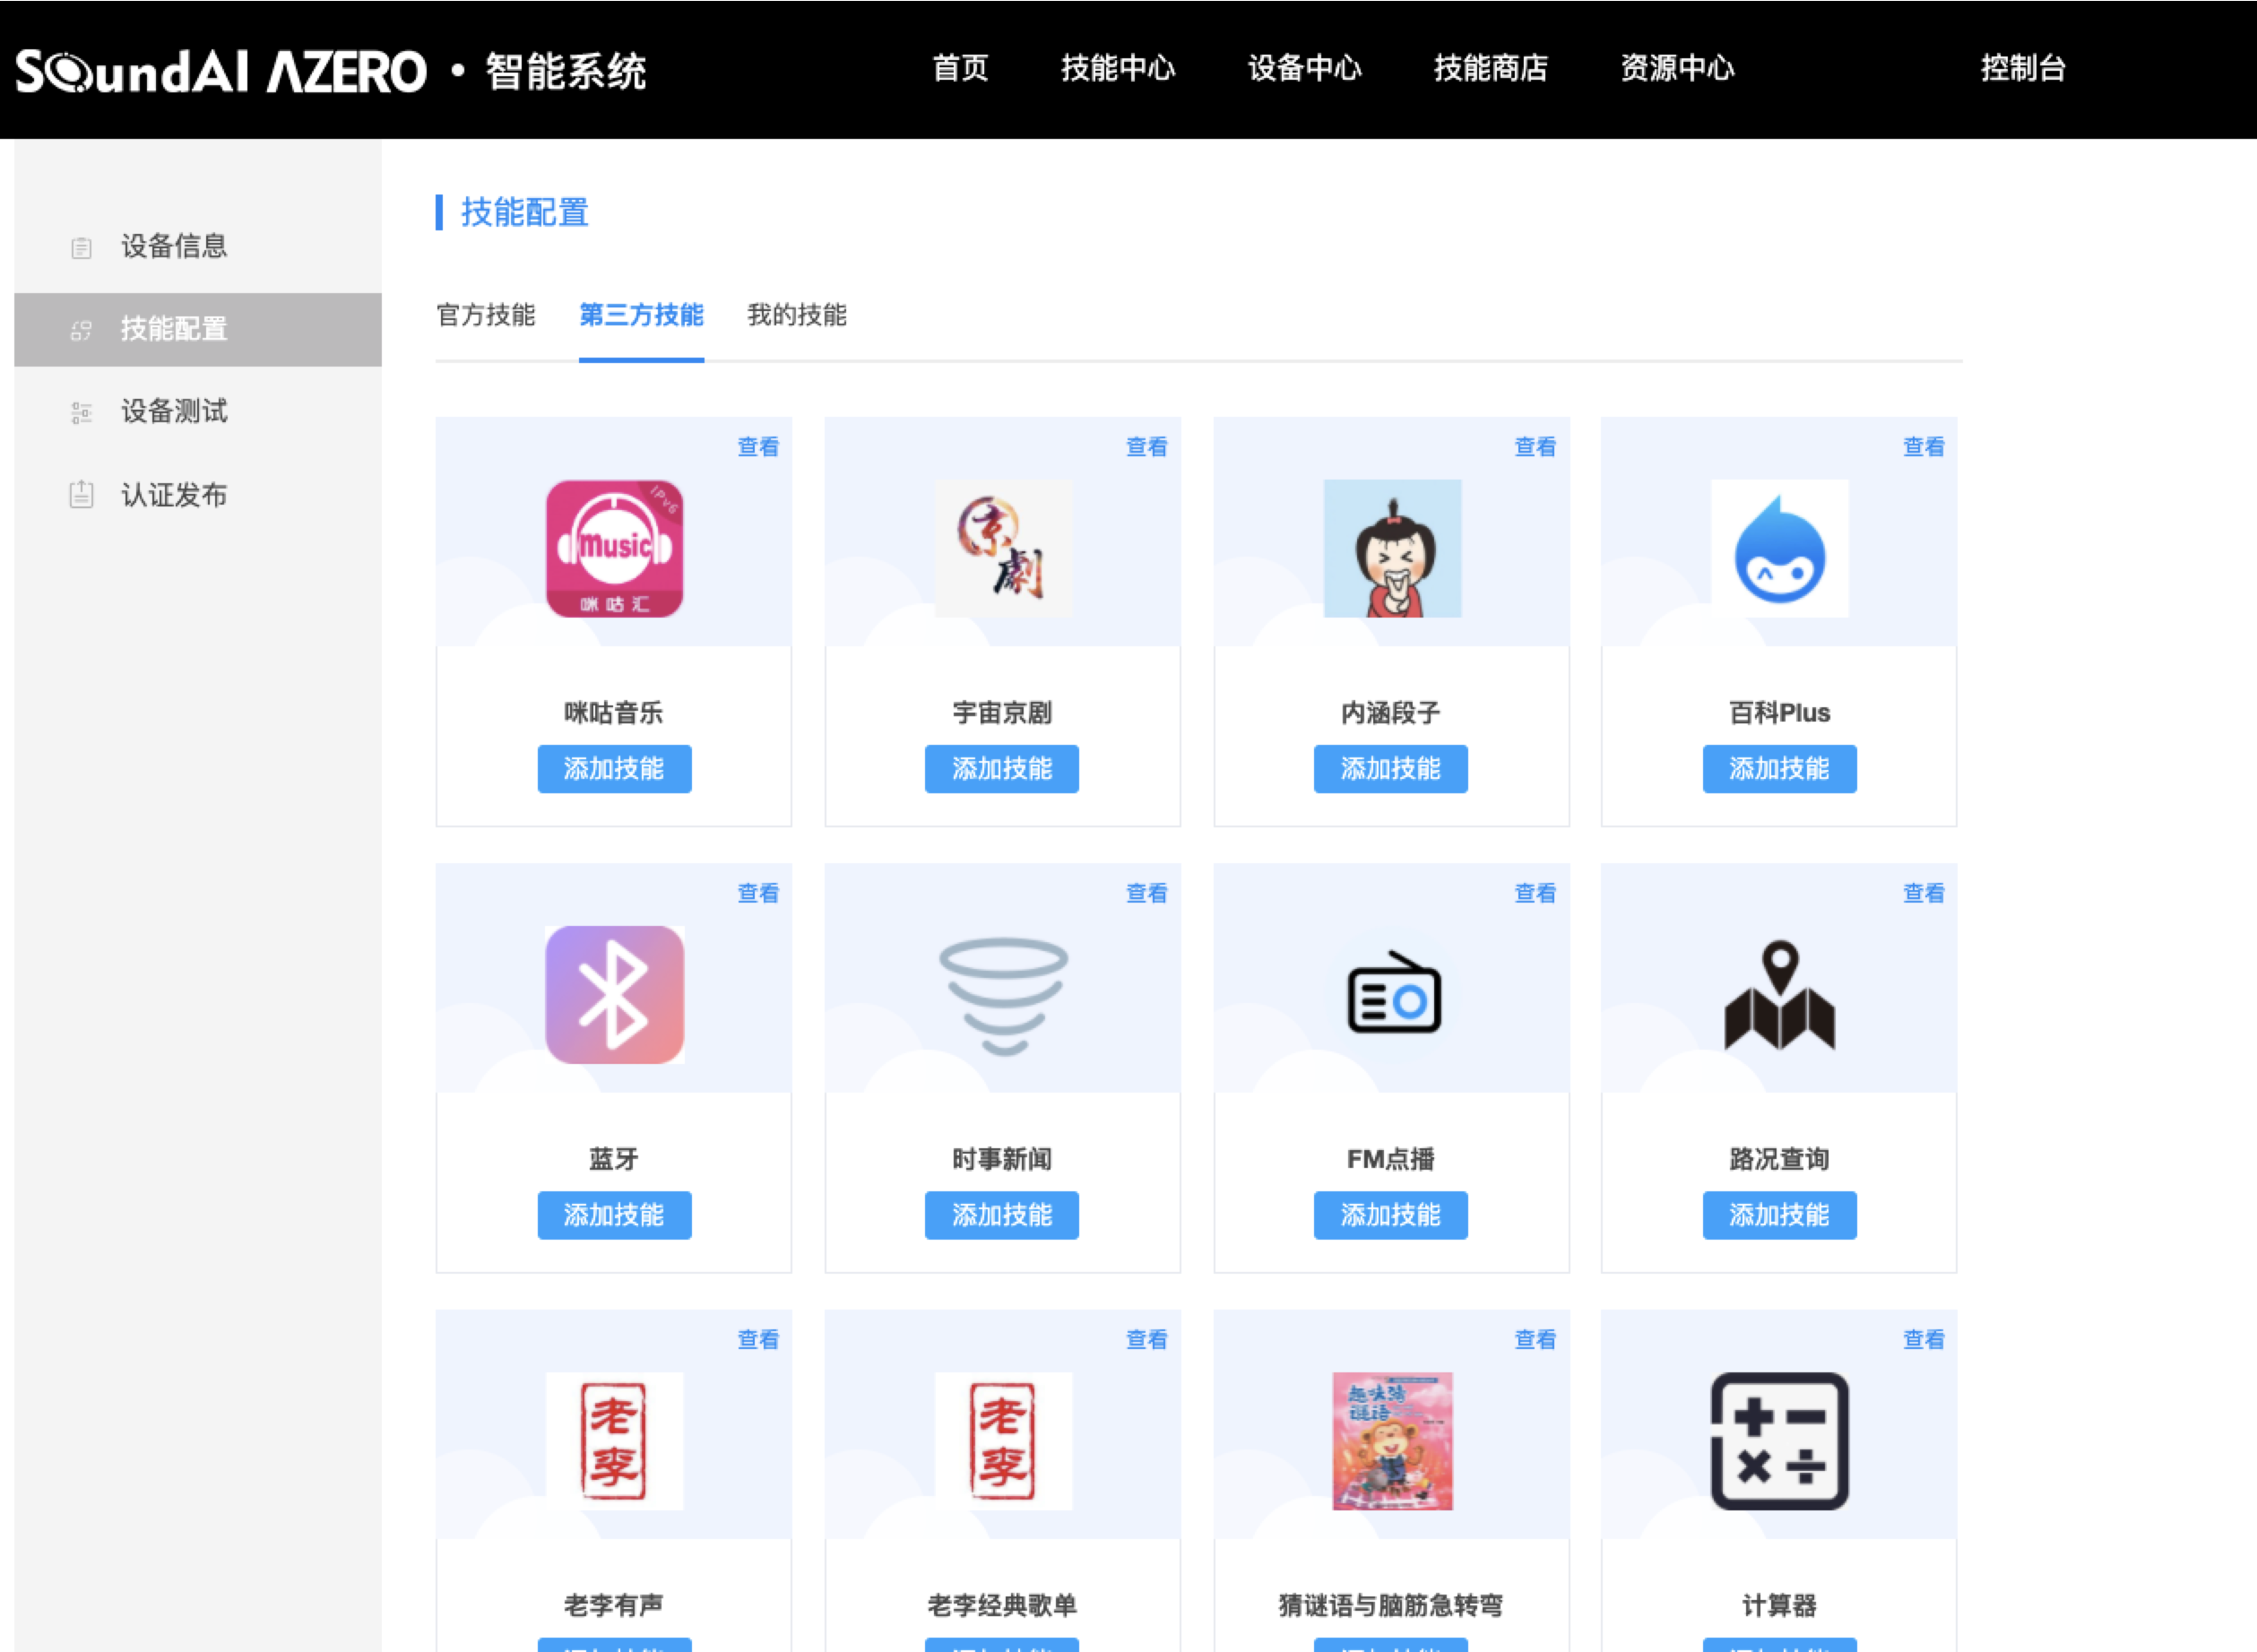 SoundAI AZERO · 智能系统
首页 技能中心 设备中心 技能商店 资源中心 控制台
设备信息
技能配置
设备测试
认证发布
技能配置
官方技能 第三方技能 我的技能
查看 查看 查看 查看
IPv6
Music
咪咕汇
京劇
咪咕音乐 宇宙京剧 内涵段子 百科Plus
添加技能 添加技能 添加技能 添加技能
查看 查看 查看 查看
蓝牙 时事新闻 FM点播 路况查询
添加技能 添加技能 添加技能 添加技能
查看 查看 查看 查看
老李 老李
趣味猜
谜语
老李有声 老李经典歌单 猜谜语与脑筋急转弯 计算器